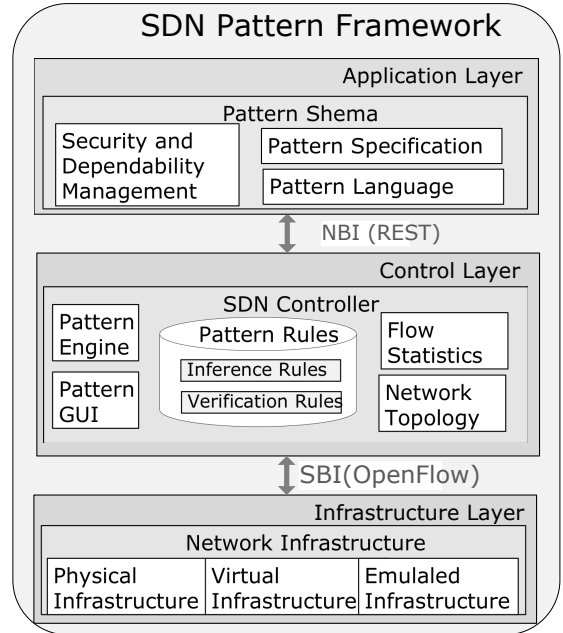 SDN Pattern Framework
Application Layer
Pattern Shema
Security and
Dependability
Management
Pattern Specification
Pattern Language
NBI (REST)
Control Layer
SDN Controller
Pattern
Engine
Pattern
GUI
Pattern Rules
Inference Rules
Verification Rules
Flow
Statistics
Network
Topology
SBI(OpenFlow)
Infrastructure Layer
Network Infrastructure
Physical
Infrastructure
Virtual
Infrastructure
Emulaled
Infrastructure